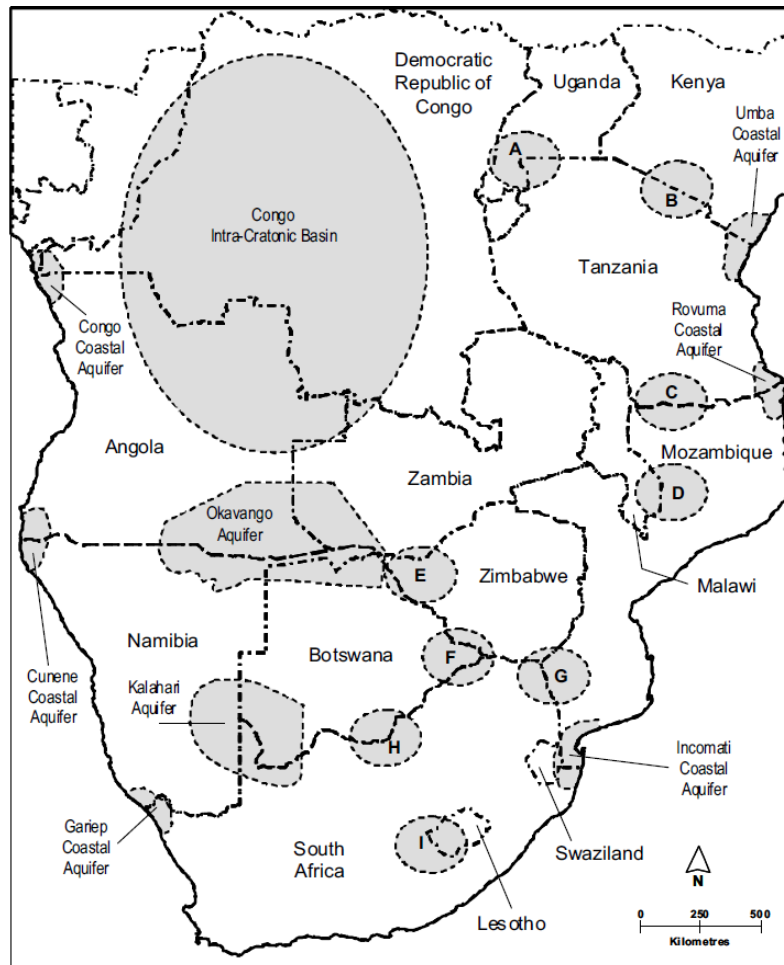 Democratic
Republic of
Congo
Uganda
Kenya
Umba
Coastal
Aquifer
A
B
Congo
Intra-Cratonic Basin
Tanzania
Rovuma
Coastal
Aquifer
Congo
Coastal
Aquifer
C
Angola
Mozambique
Zambia
D
Okavango
Aquifer
E
Zimbabwe
Malawi
Namibia
Botswana
F
G
Cunene
Coastal
Aquifer
Kalahari
Aquifer
H
Incomati
Coastal
Aquifer
Gariep
Coastal
Aquifer
South
Africa
I
Swaziland
Lesotho
N
0 250 500
Kilometres